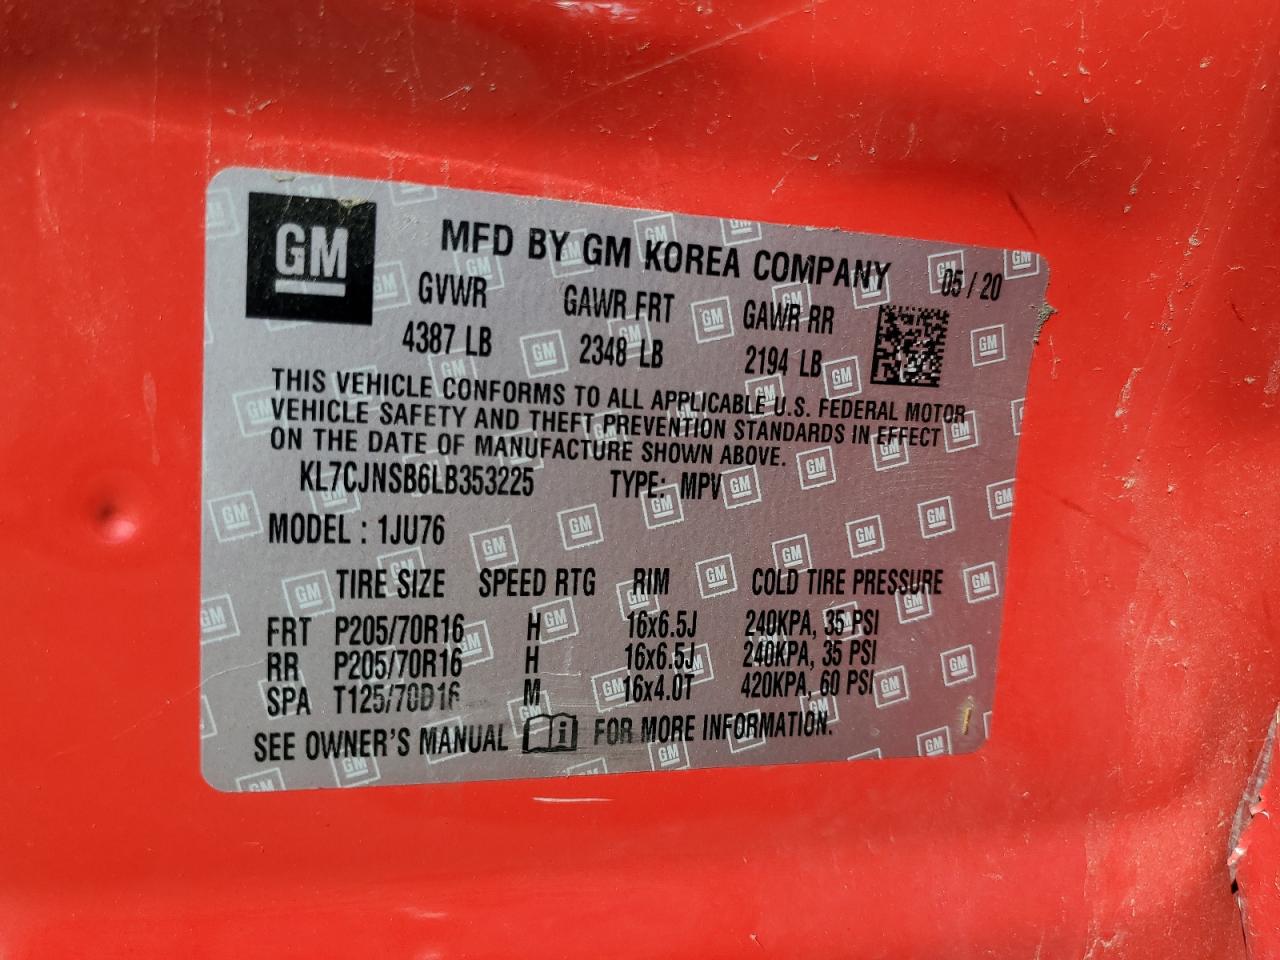 GM
MFD BY GM KOREA COMPANY 05 / 20
GVWR GAWR FRT GAWR RR
4387 LB 2348 LB 2194 LB
THIS VEHICLE CONFORMS TO ALL APPLICABLE U.S. FEDERAL MOTOR
VEHICLE SAFETY AND THEFT PREVENTION STANDARDS IN EFFECT
ON THE DATE OF MANUFACTURE SHOWN ABOVE.
KL7CJNSB6LB353225 TYPE: MPV
MODEL : 1JU76
TIRE SIZE SPEED RTG RIM COLD TIRE PRESSURE
FRT P205/70R16 H 16x6.5J 240KPA, 35 PSI
RR P205/70R16 H 16x6.5J 240KPA, 35 PSI
SPA T125/70D16 M 16x4.0T 420KPA, 60 PSI
SEE OWNER'S MANUAL i FOR MORE INFORMATION.